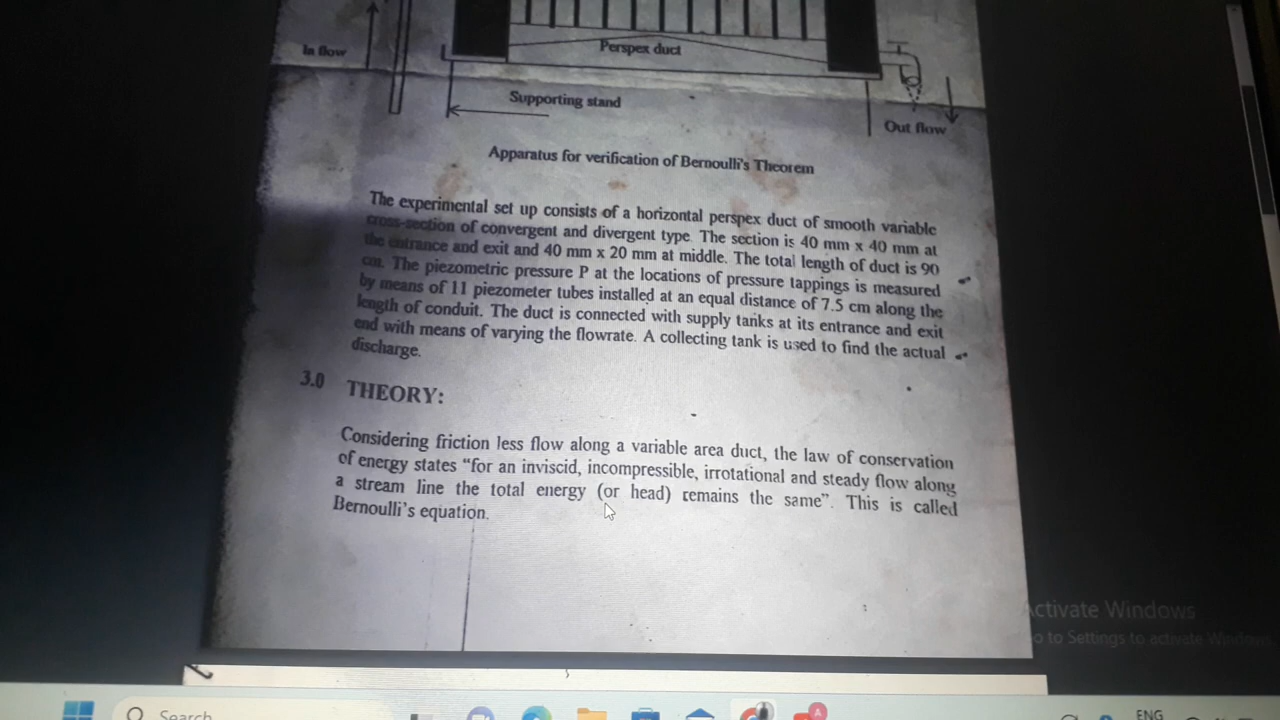 In flow
Perspex duct
Supporting stand
Out flow
Apparatus for verification of Bernoulli's Theorem
The experimental set up consists of a horizontal perspex duct of smooth variable
cross-section of convergent and divergent type. The section is 40 mm x 40 mm at
the entrance and exit and 40 mm x 20 mm at middle. The total length of duct is 90
cm. The piezometric pressure P at the locations of pressure tappings is measured
by means of 11 piezometer tubes installed at an equal distance of 7.5 cm along the
length of conduit. The duct is connected with supply tanks at its entrance and exit
end with means of varying the flowrate. A collecting tank is used to find the actual
discharge.
3.0 THEORY:
Considering friction less flow along a variable area duct, the law of conservation
of energy states “for an inviscid, incompressible, irrotational and steady flow along
a stream line the total energy (or head) remains the same”. This is called
Bernoulli's equation.
Activate Windows
o to Settings to activate Windows
Search
ENG